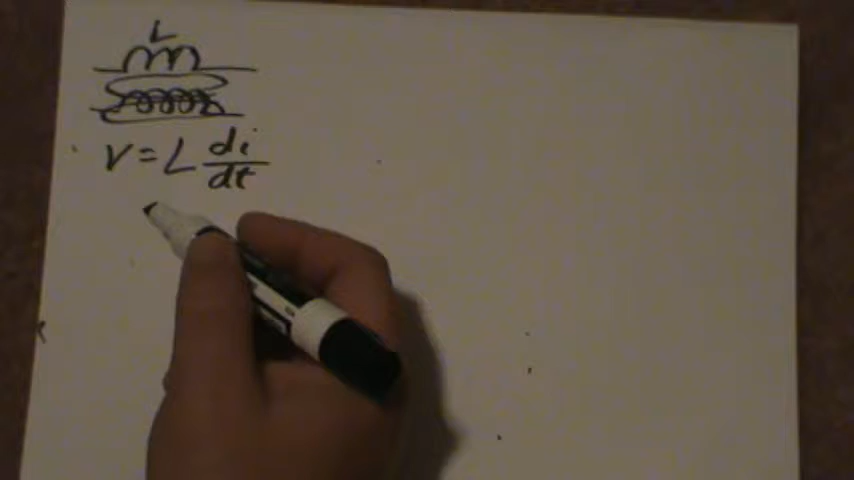 L
V = L di/dt